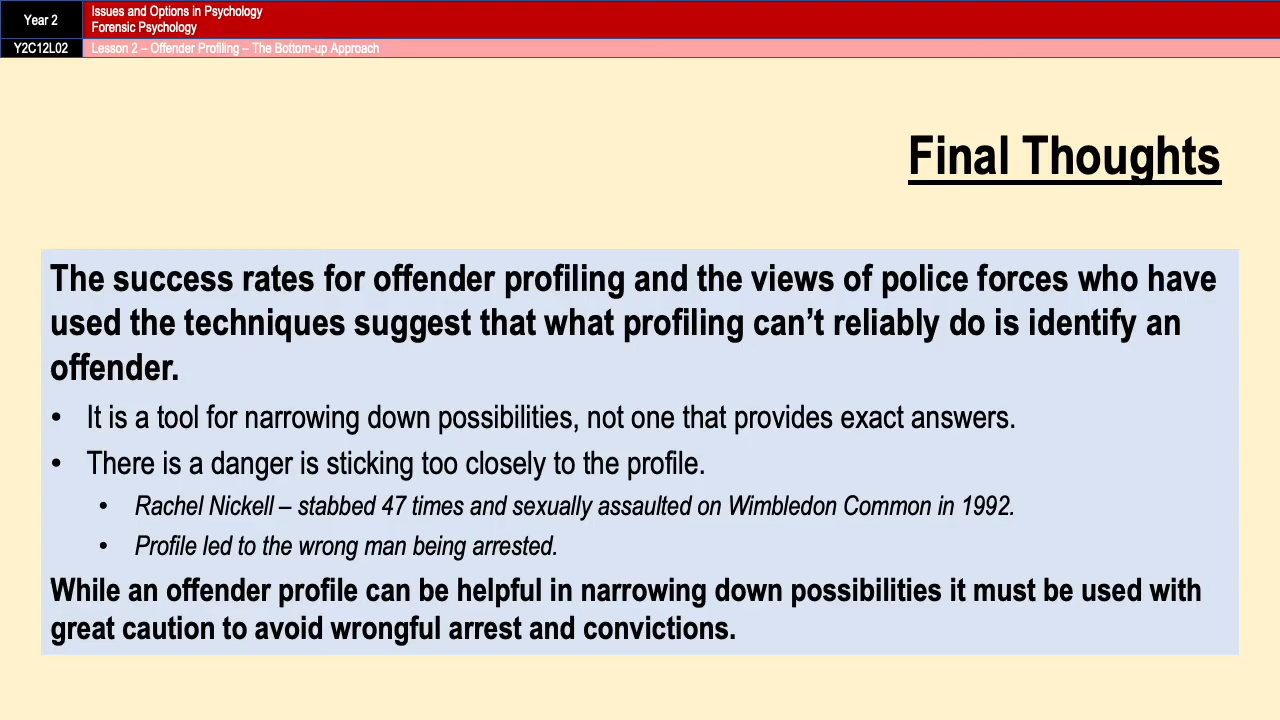 Year 2
Issues and Options in Psychology
Forensic Psychology
Y2C12L02
Lesson 2 – Offender Profiling – The Bottom-up Approach
Final Thoughts
The success rates for offender profiling and the views of police forces who have
used the techniques suggest that what profiling can’t reliably do is identify an
offender.
• It is a tool for narrowing down possibilities, not one that provides exact answers.
• There is a danger is sticking too closely to the profile.
• Rachel Nickell – stabbed 47 times and sexually assaulted on Wimbledon Common in 1992.
• Profile led to the wrong man being arrested.
While an offender profile can be helpful in narrowing down possibilities it must be used with
great caution to avoid wrongful arrest and convictions.